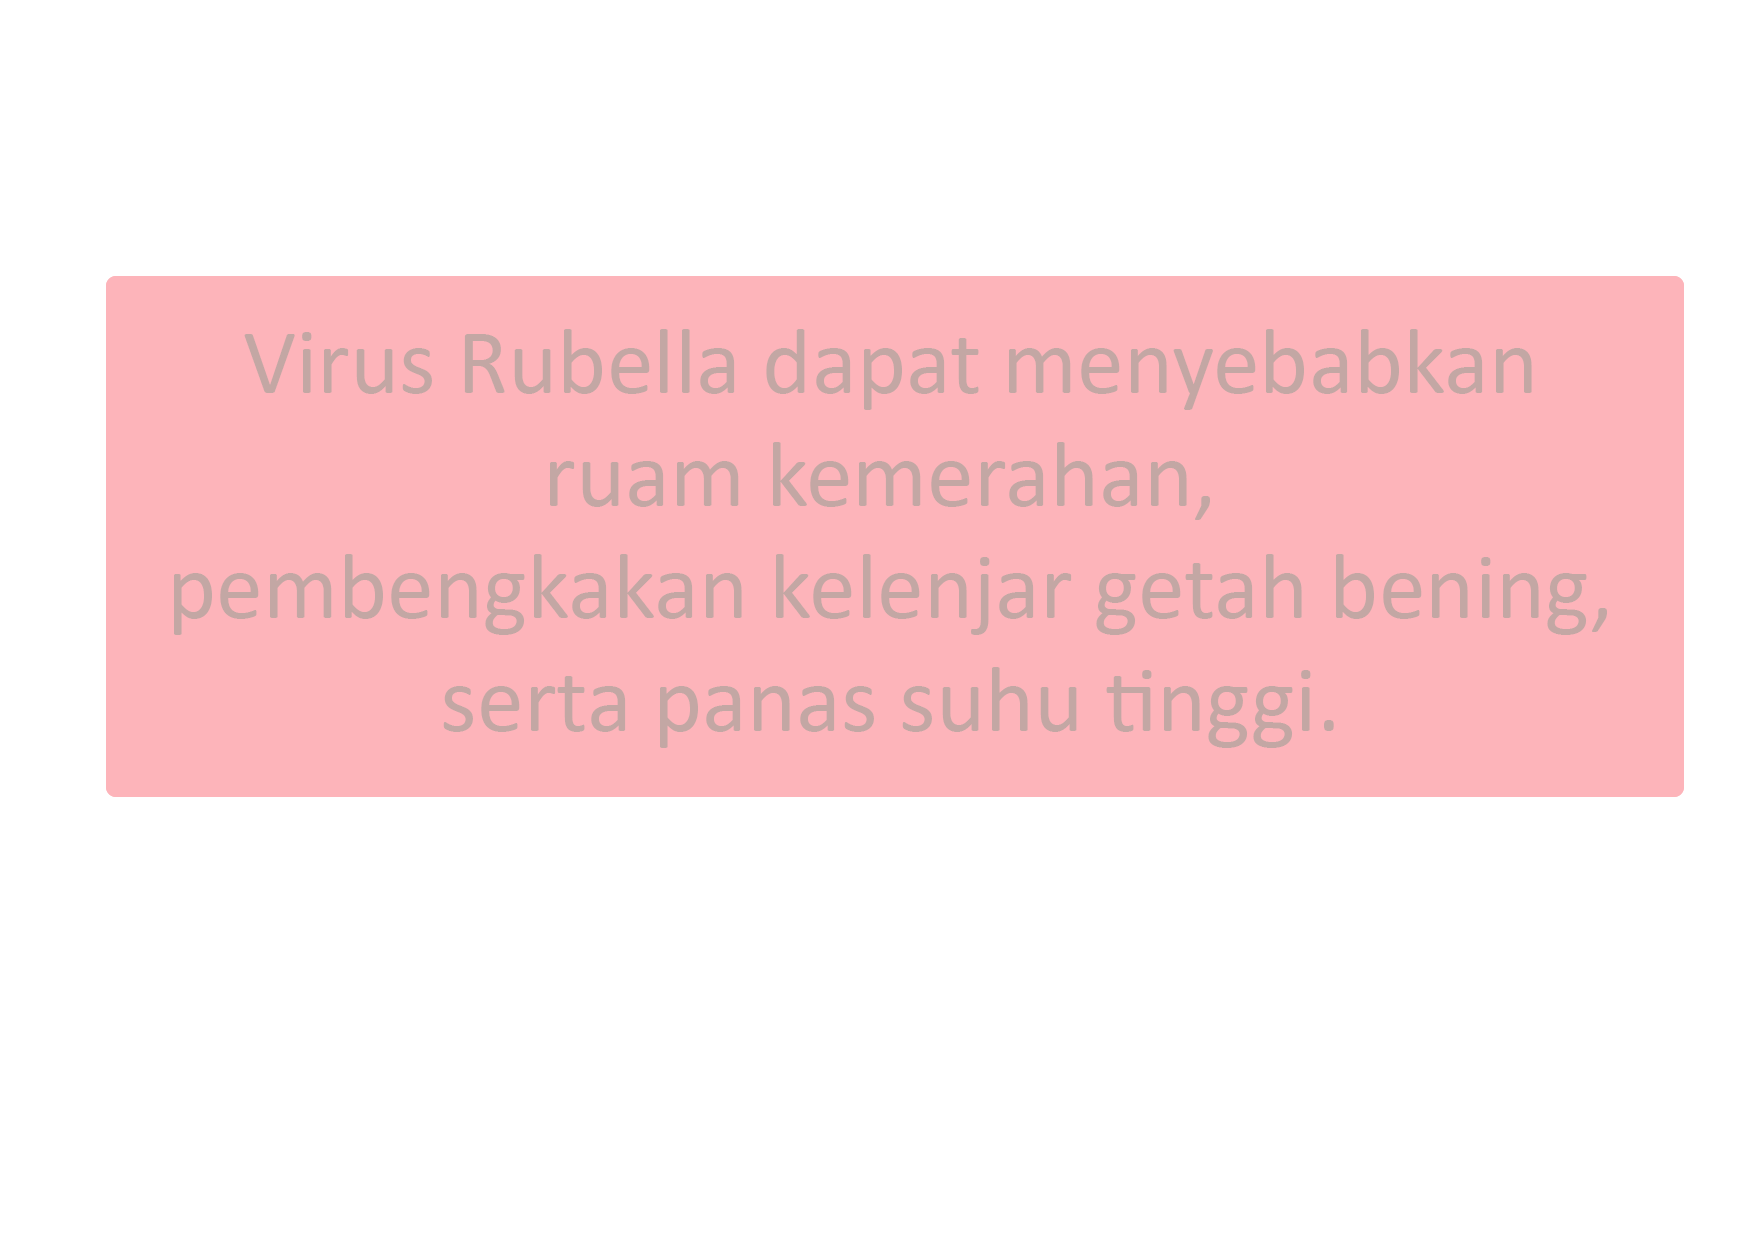 Virus Rubella dapat menyebabkan
ruam kemerahan,
pembengkakan kelenjar getah bening,
serta panas suhu tinggi.